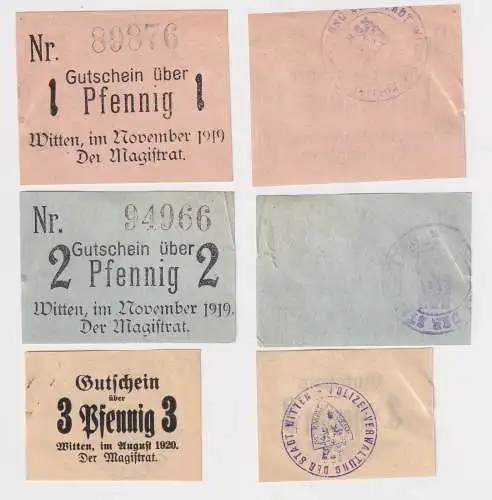 Nr. 89876
Gutschein über
1 Pfennig 1
Witten, im November 1919
Der Magistrat.
Nr. 94966
Gutschein über
2 Pfennig 2
Witten, im November 1919.
Der Magistrat.
DER ST
Gutschein
über
3 Pfennig 3
Witten, im August 1920.
Der Magistrat.
POLIZEI-VERWALTUNG DER STADT WITTEN